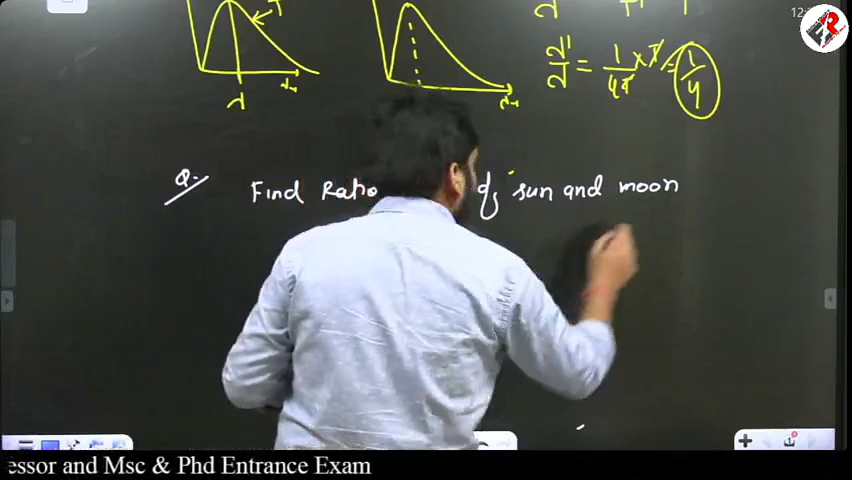 T
λ
λ'/λ = 1/4T × T = 1/4
Q.
Find Ratio of sun and moon
essor and Msc & Phd Entrance Exam